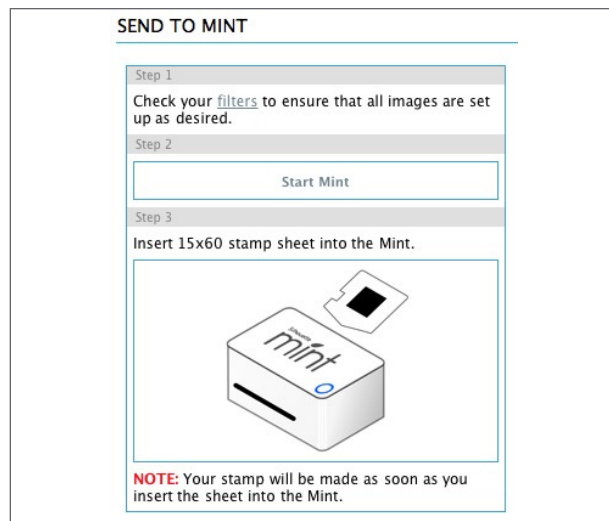 SEND TO MINT
Step 1
Check your filters to ensure that all images are set
up as desired.
Step 2
Start Mint
Step 3
Insert 15x60 stamp sheet into the Mint.
Silhouette
mint
NOTE: Your stamp will be made as soon as you
insert the sheet into the Mint.